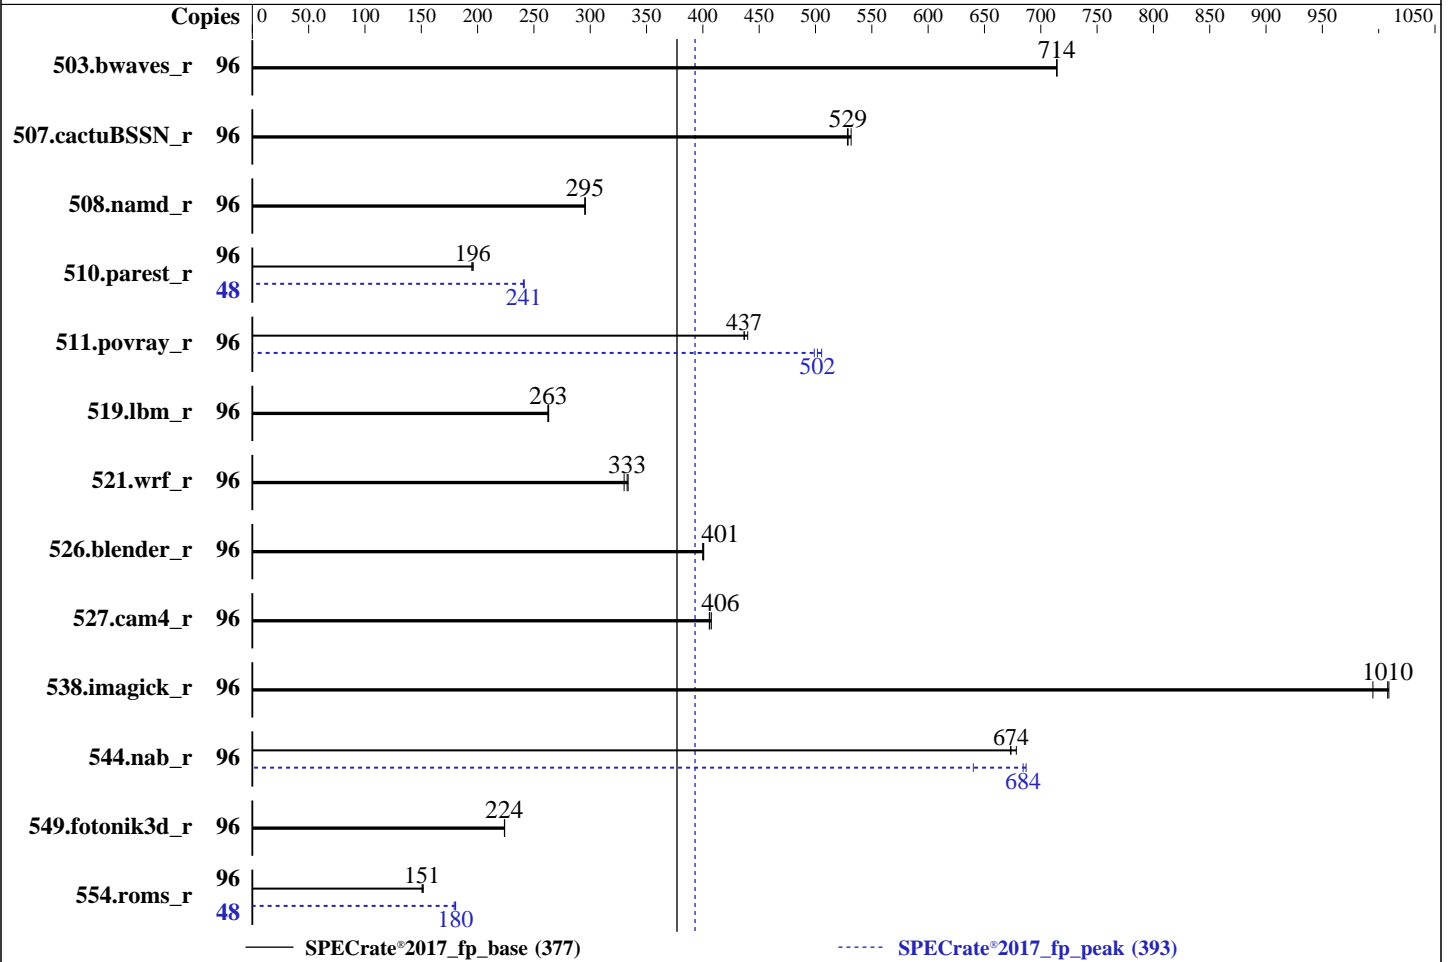 Copies 0 50.0 100 150 200 250 300 350 400 450 500 550 600 650 700 750 800 850 900 950 1050
714
503.bwaves_r 96
529
507.cactuBSSN_r 96
295
508.namd_r 96
96 196
510.parest_r
48 241
437
511.povray_r 96
502
263
519.lbm_r 96
333
521.wrf_r 96
401
526.blender_r 96
406
527.cam4_r 96
1010
538.imagick_r 96
674
544.nab_r 96
684
224
549.fotonik3d_r 96
96 151
554.roms_r
48 180
SPECrate®2017_fp_base (377) SPECrate®2017_fp_peak (393)